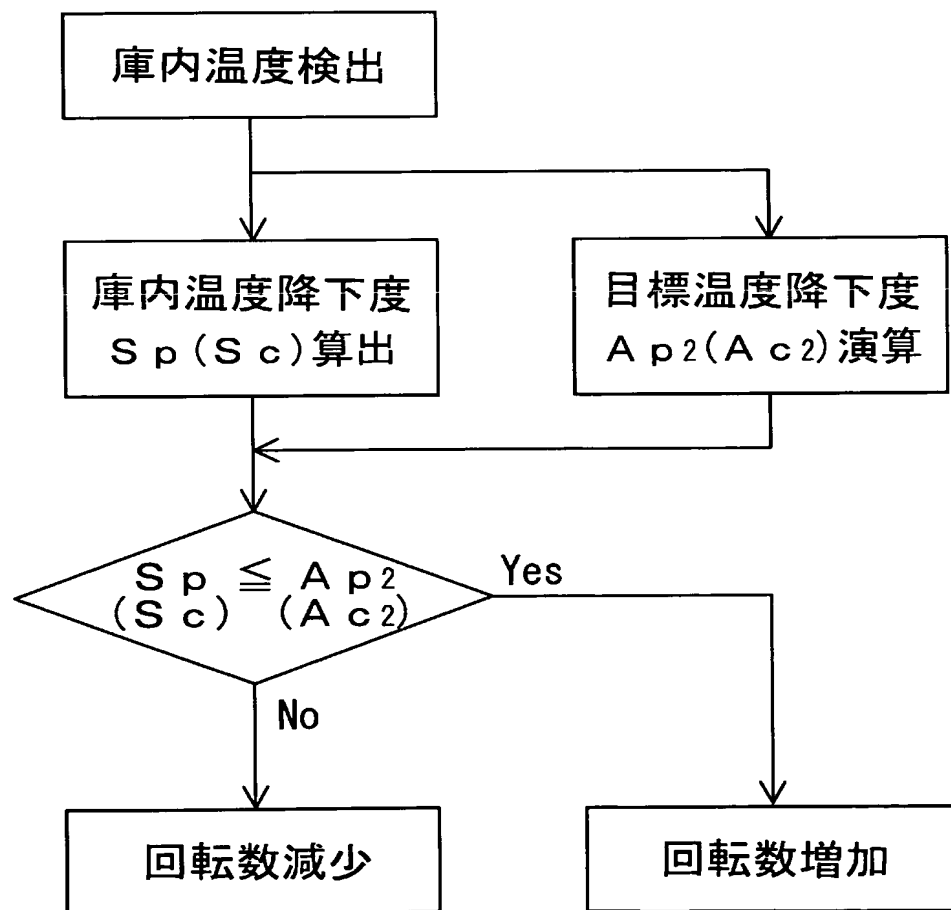 庫内温度検出
庫内温度降下度
Sp(Sc)算出
目標温度降下度
Ap2(Ac2)演算
Sp ≦ Ap2
(Sc) (Ac2)
Yes
No
回転数減少
回転数増加